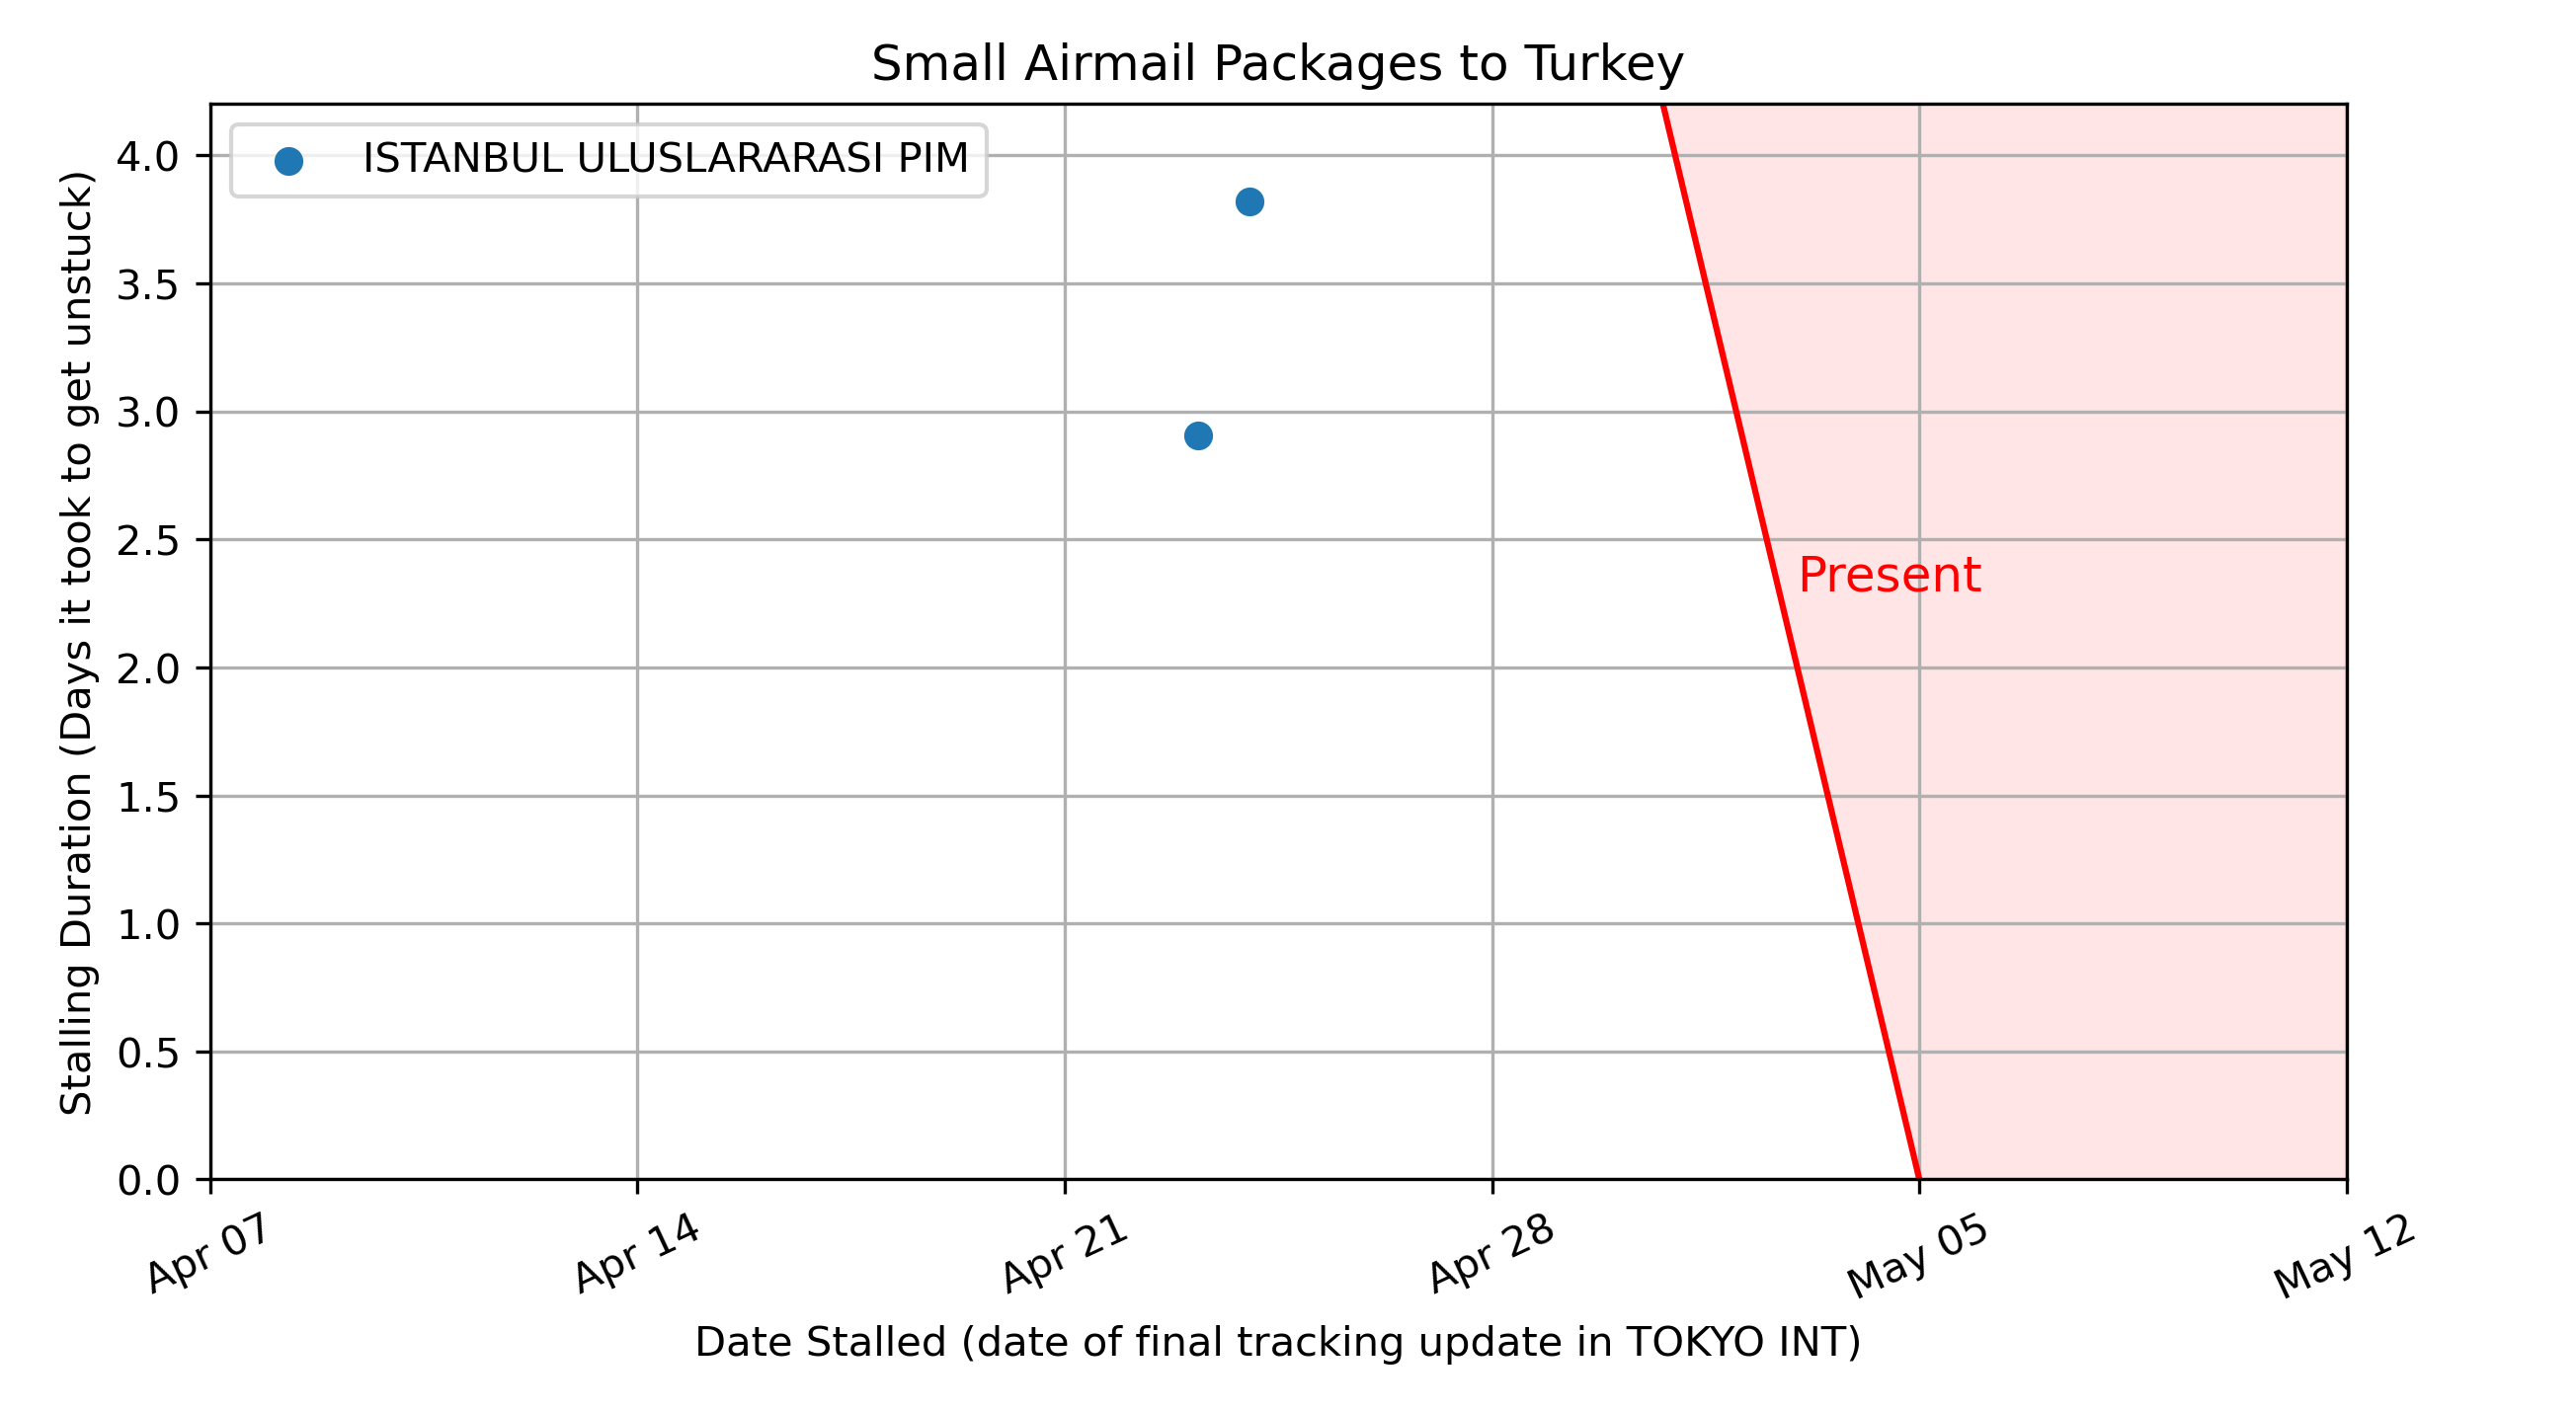 Small Airmail Packages to Turkey
ISTANBUL ULUSLARARASI PIM
Stalling Duration (Days it took to get unstuck)
4.0
3.5
3.0
2.5
2.0
1.5
1.0
0.5
0.0
Present
Apr 07
Apr 14
Apr 21
Apr 28
May 05
May 12
Date Stalled (date of final tracking update in TOKYO INT)